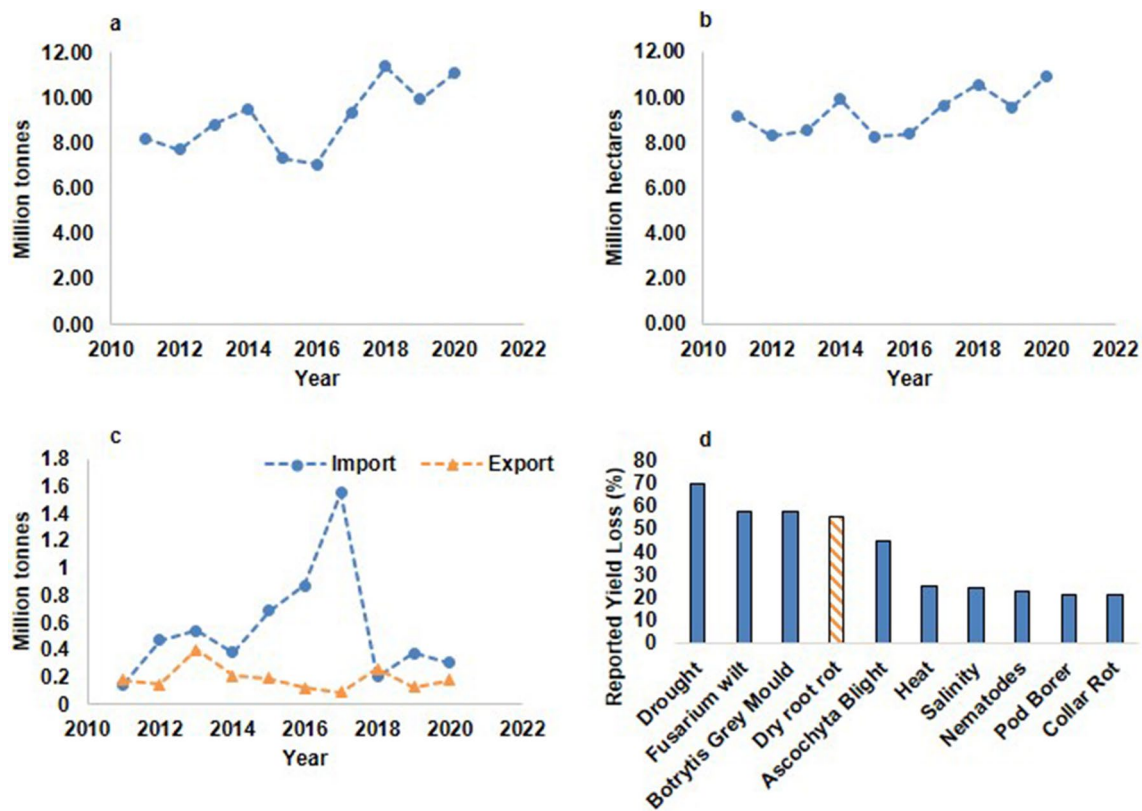 a
12.00
10.00
8.00
6.00
4.00
2.00
0.00
Million tonnes
2010 2012 2014 2016 2018 2020 2022
Year
b
12.00
10.00
8.00
6.00
4.00
2.00
0.00
Million hectares
2010 2012 2014 2016 2018 2020 2022
Year
c
Import Export
1.8
1.6
1.4
1.2
1
0.8
0.6
0.4
0.2
0
Million tonnes
2010 2012 2014 2016 2018 2020 2022
Year
d
80
70
60
50
40
30
20
10
0
Reported Yield Loss (%)
Drought
Fusarium wilt
Botrytis Grey Mould
Dry root rot
Ascochyta Blight
Heat
Salinity
Nematodes
Pod Borer
Collar Rot